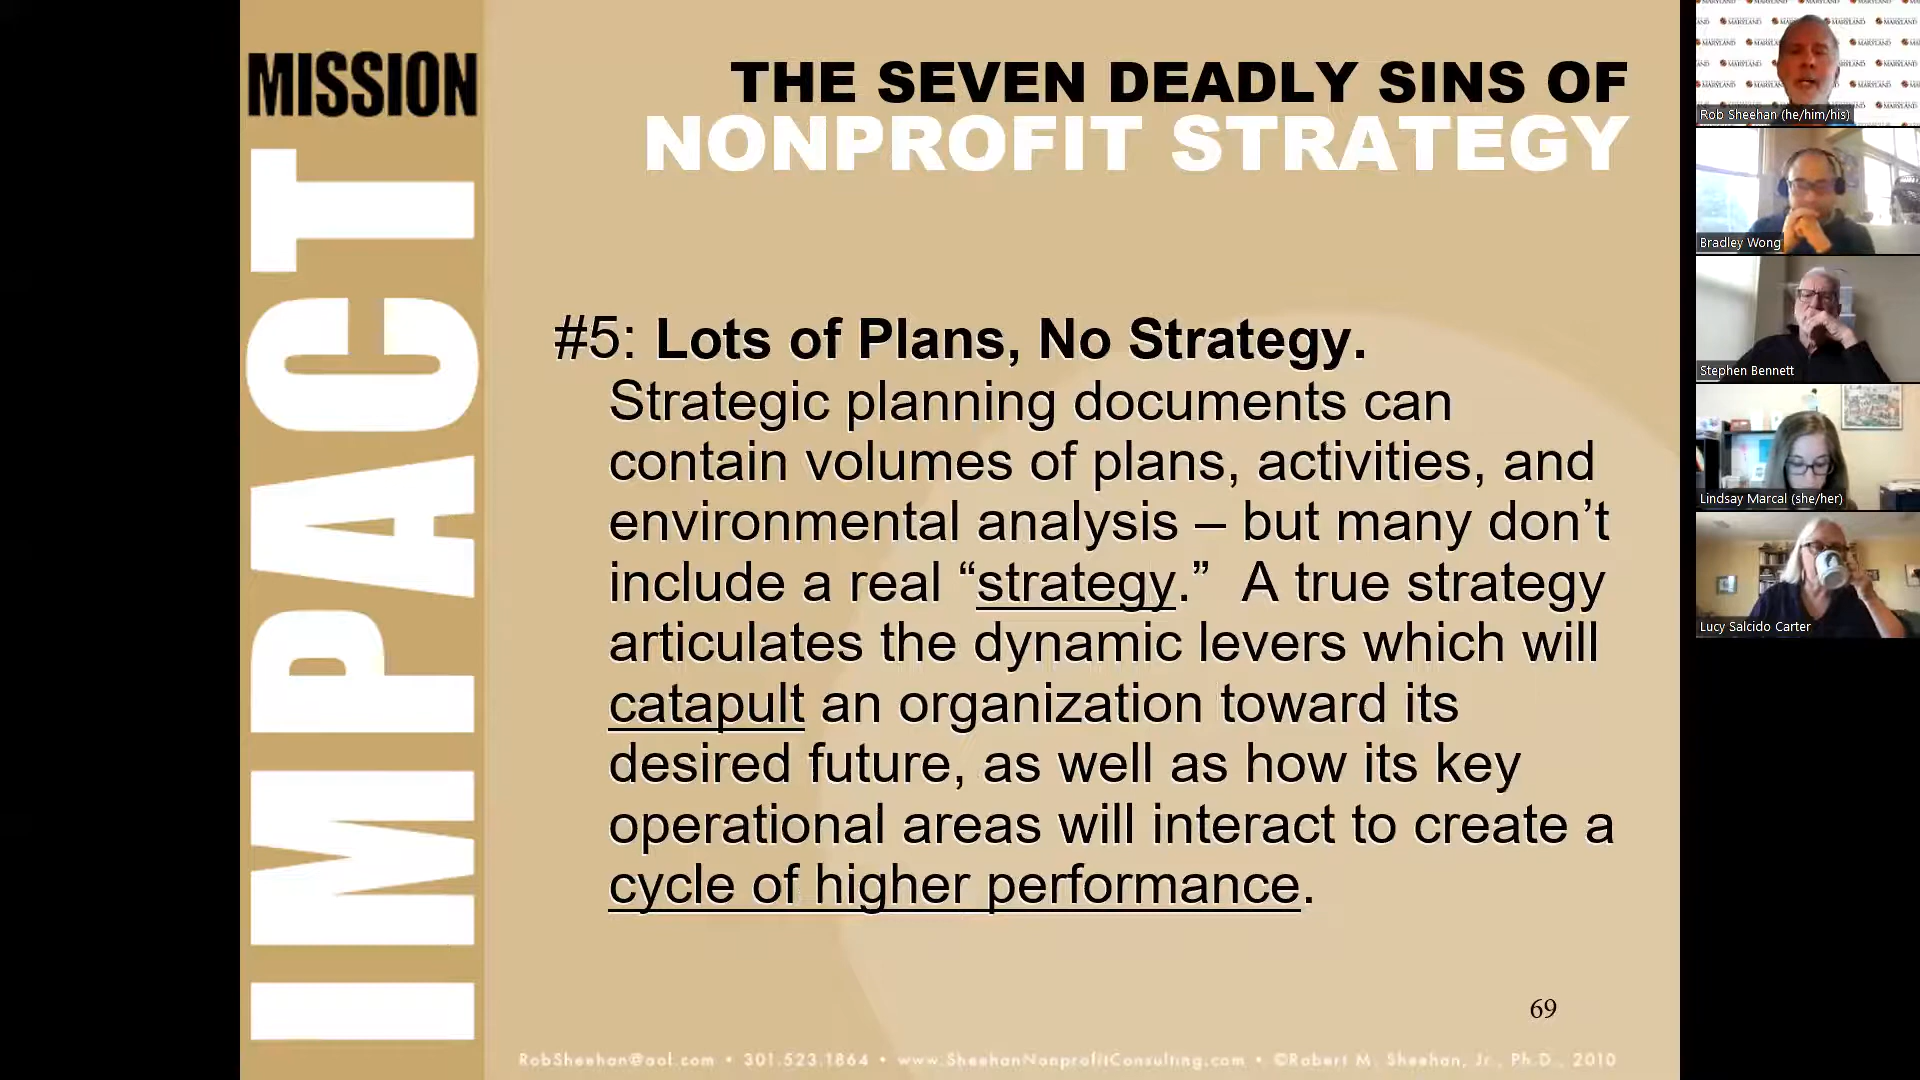 MISSION
IMPACT
THE SEVEN DEADLY SINS OF
NONPROFIT STRATEGY
#5: Lots of Plans, No Strategy.
Strategic planning documents can
contain volumes of plans, activities, and
environmental analysis – but many don’t
include a real “strategy.” A true strategy
articulates the dynamic levers which will
catapult an organization toward its
desired future, as well as how its key
operational areas will interact to create a
cycle of higher performance.
69
RobSheehan@aol.com • 301.523.1864 • www.SheehanNonprofitConsulting.com • ©Robert M. Sheehan, Jr., Ph.D., 2010
MARYLAND
Rob Sheehan (he/him/his)
Bradley Wong
Stephen Bennett
Lindsay Marcal (she/her)
Lucy Salcido Carter